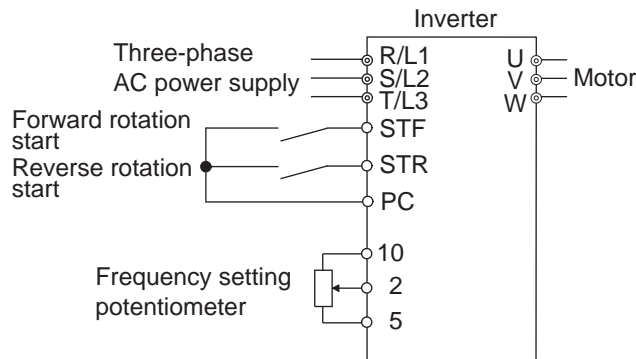 Inverter
Three-phase
AC power supply
R/L1
S/L2
T/L3
U
V
W
Motor
Forward rotation
start
STF
Reverse rotation
start
STR
PC
Frequency setting
potentiometer
10
2
5